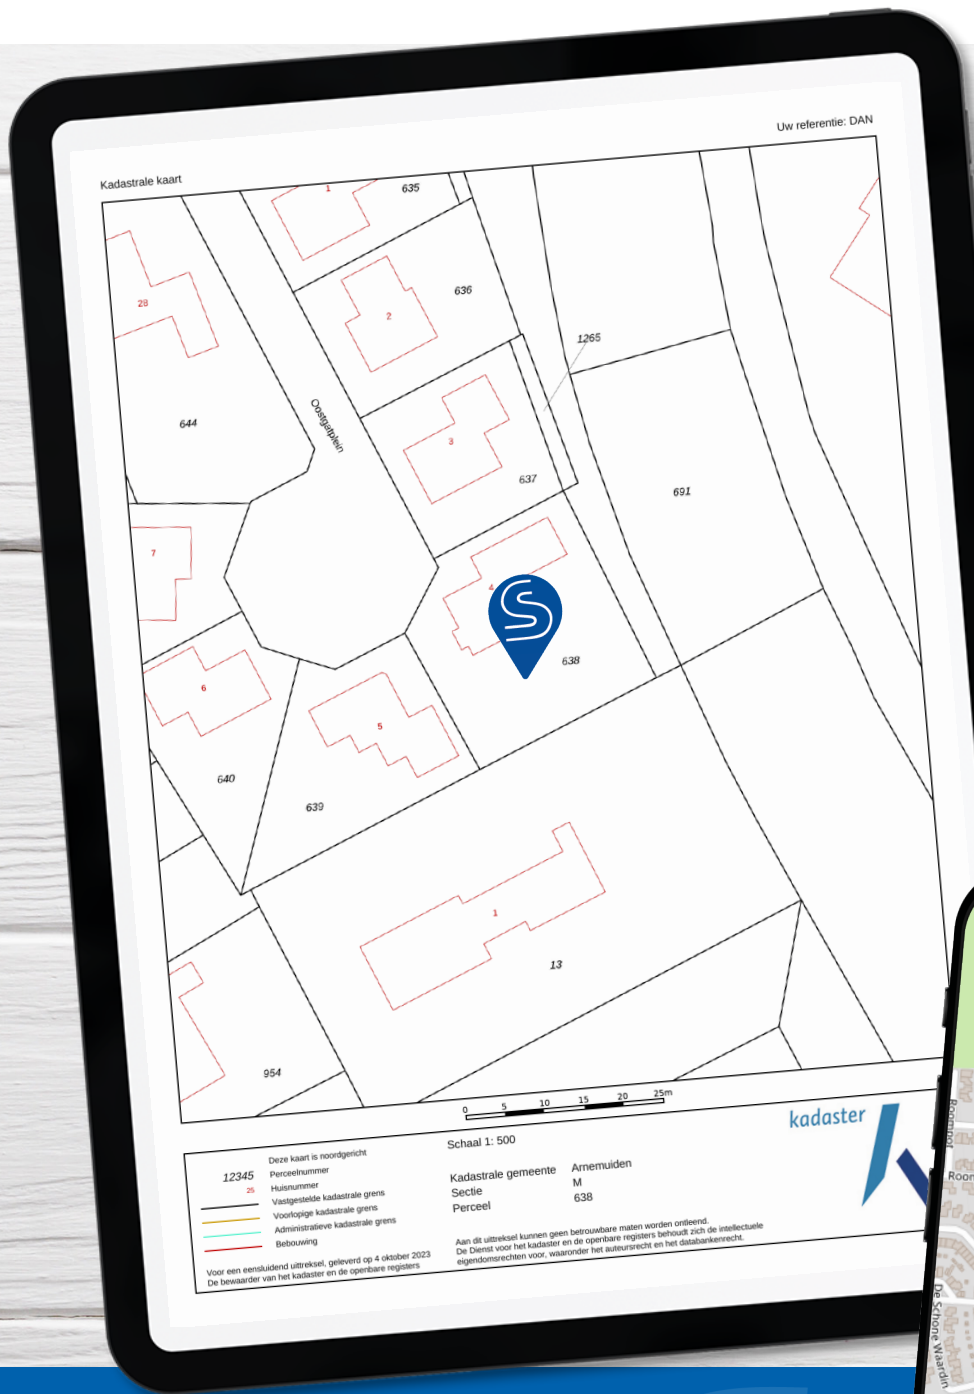 Uw referentie: DAN
Kadastrale kaart
1
635
28
2
636
1265
644
Oostgatplein
3
637
691
7
4
638
6
5
640
639
1
13
954
0 5 10 15 20 25m
Schaal 1: 500
kadaster
Deze kaart is noordgericht
12345 Perceelnummer
25 Huisnummer
Vastgestelde kadastrale grens
Voorlopige kadastrale grens
Administratieve kadastrale grens
Bebouwing
Kadastrale gemeente Arnemuiden
Sectie M
Perceel 638
Voor een eensluidend uittreksel, geleverd op 4 oktober 2023
De bewaarder van het kadaster en de openbare registers
Aan dit uittreksel kunnen geen betrouwbare maten worden ontleend.
De Dienst voor het kadaster en de openbare registers behoudt zich de intellectuele
eigendomsrechten voor, waaronder het auteursrecht en het databankenrecht.
Roompot
Room
De Schone Waardin